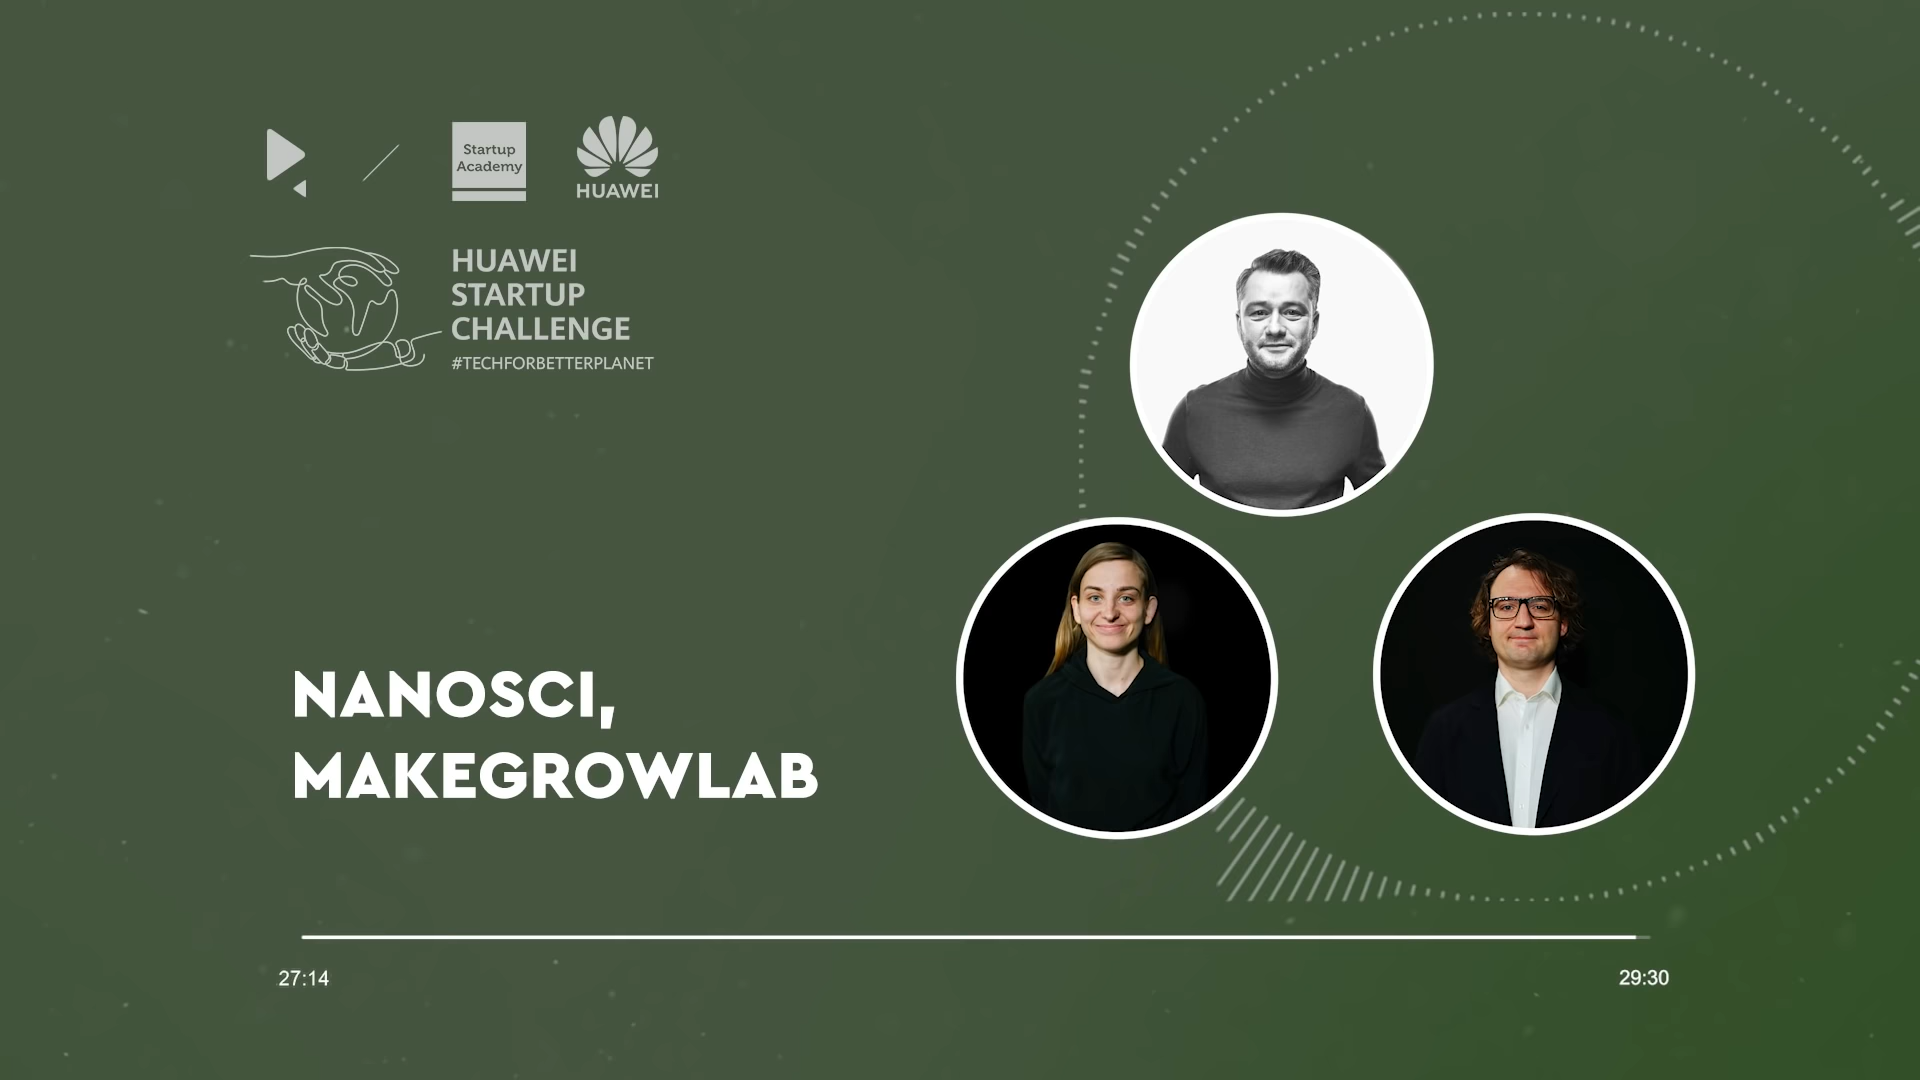 Startup
Academy
HUAWEI
HUAWEI
STARTUP
CHALLENGE
#TECHFORBETTERPLANET
NANOSCI,
MAKEGROWLAB
27:14
29:30